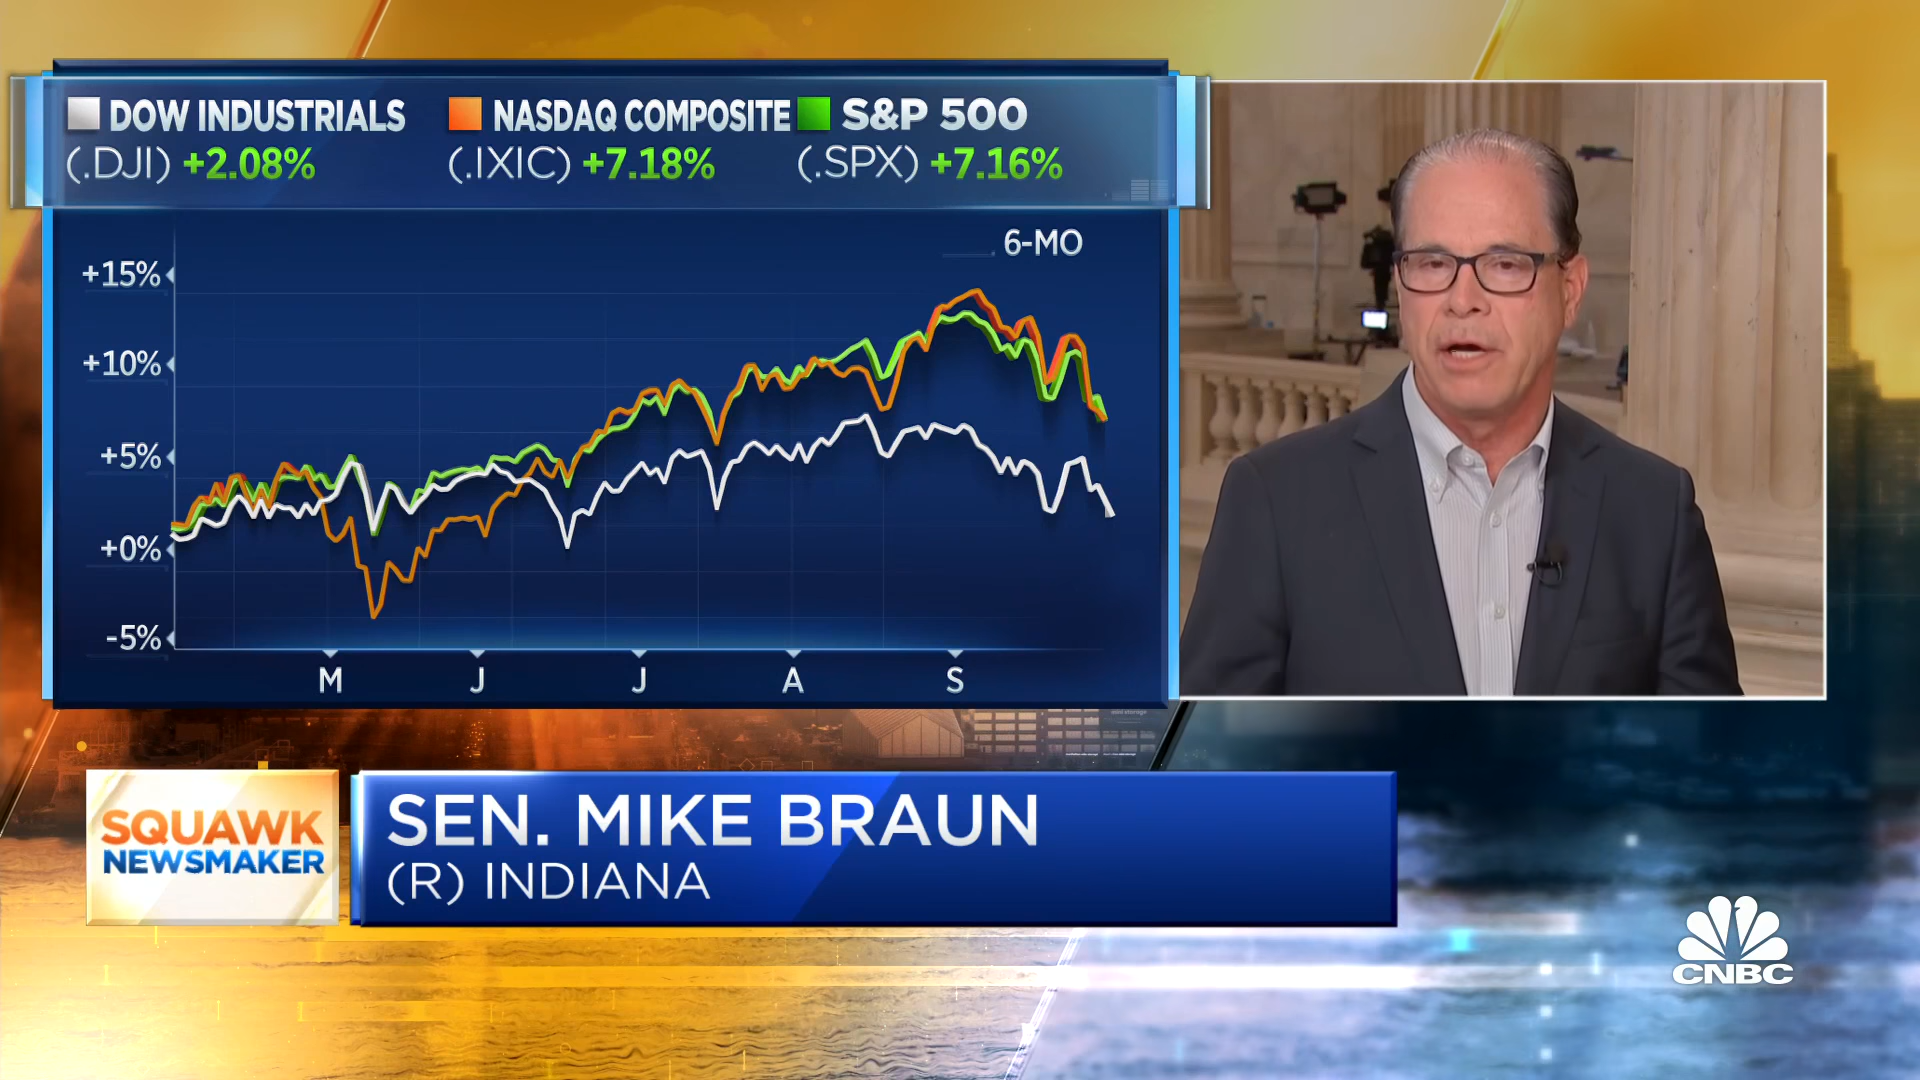 DOW INDUSTRIALS
(.DJI) +2.08%
NASDAQ COMPOSITE
(.IXIC) +7.18%
S&P 500
(.SPX) +7.16%
6-MO
+15%
+10%
+5%
+0%
-5%
M J J A S
SQUAWK
NEWSMAKER
SEN. MIKE BRAUN
(R) INDIANA
CNBC